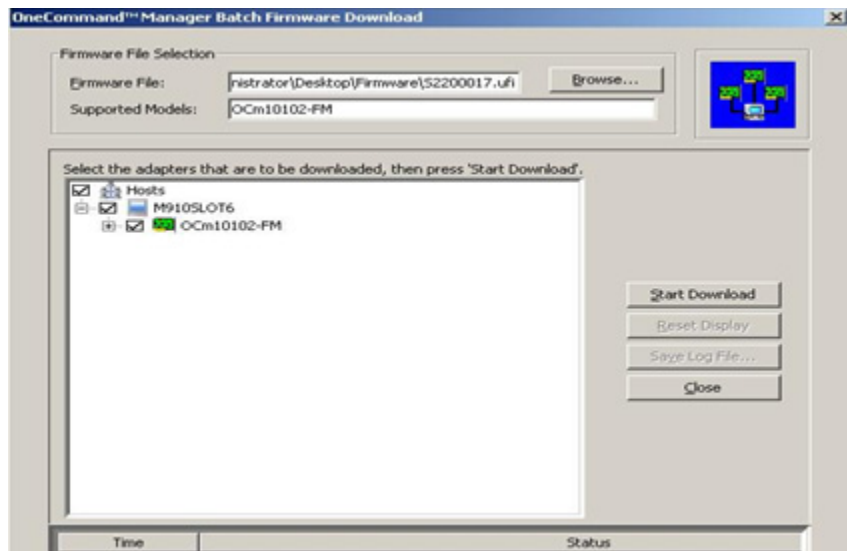 OneCommand™ Manager Batch Firmware Download
Firmware File Selection
Firmware File: nistrator\Desktop\Firmware\S2200017.ufi Browse...
Supported Models: OCm10102-FM
Select the adapters that are to be downloaded, then press 'Start Download'.
Hosts
M910SLOT6
OCm10102-FM
Start Download
Reset Display
Save Log File...
Close
Time Status